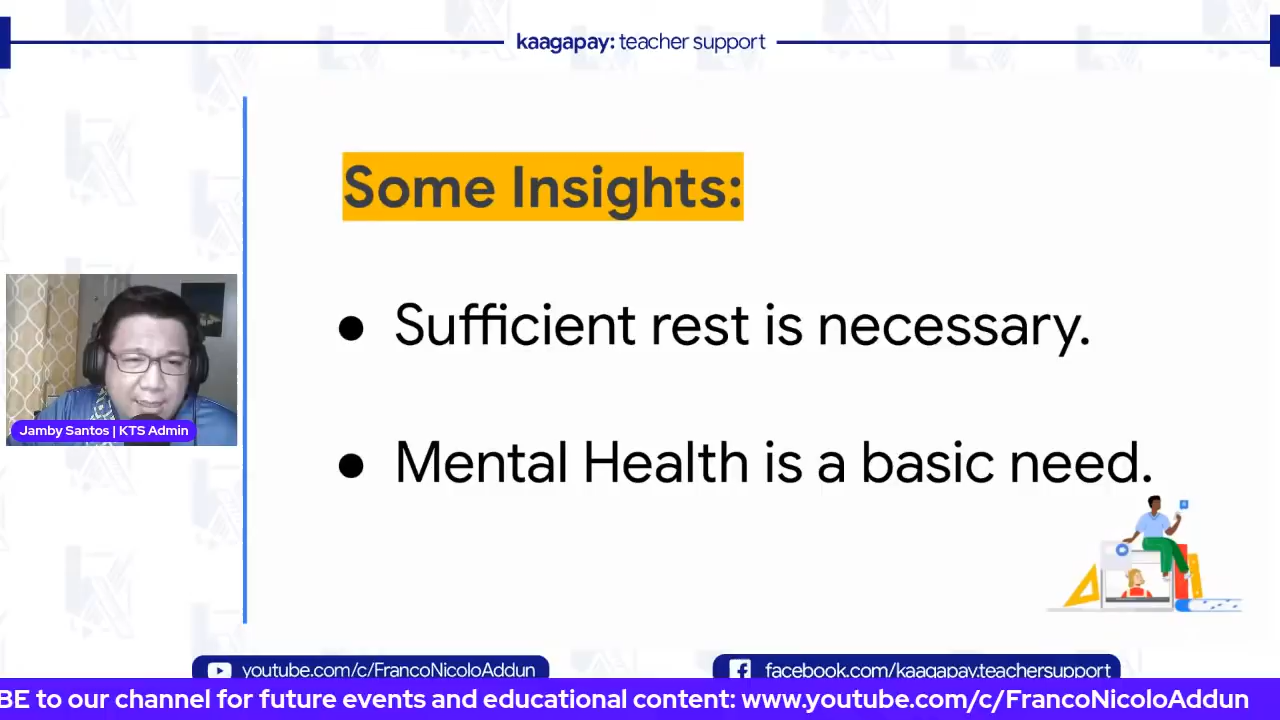 kaagapay: teacher support
Some Insights:
● Sufficient rest is necessary.
● Mental Health is a basic need.
Jamby Santos | KTS Admin
youtube.com/c/FrancoNicoloAddun
facebook.com/kaagapay.teachersupport
BE to our channel for future events and educational content: www.youtube.com/c/FrancoNicoloAddun